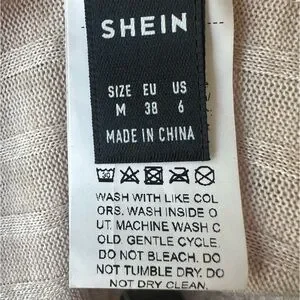 SHEIN
SIZE EU US
M 38 6
MADE IN CHINA
WASH WITH LIKE COL
ORS. WASH INSIDE O
UT. MACHINE WASH C
OLD. GENTLE CYCLE.
DO NOT BLEACH. DO
NOT TUMBLE DRY. DO
NOT DRY CLEAN.